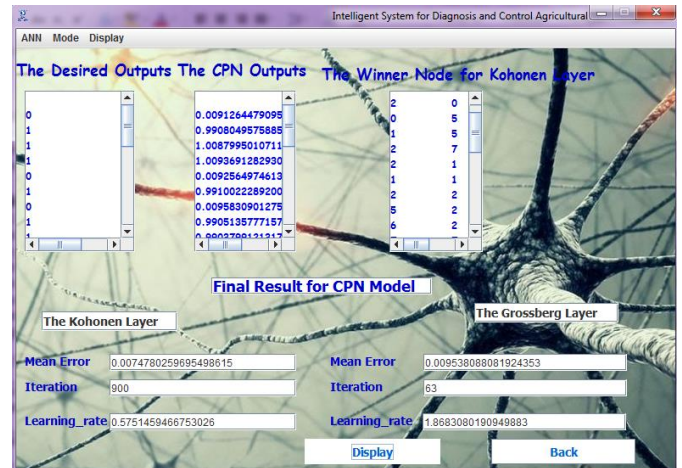 Intelligent System for Diagnosis and Control Agricultural
ANN Mode Display
The Desired Outputs The CPN Outputs The Winner Node for Kohonen Layer
0
1
1
1
0
1
0
1
1
0.0091264479095
0.9908049575885
1.0087995010711
1.0093691282930
0.0092564974613
0.9910022289200
0.0095830901275
0.9905135777157
0.9903799131317
2 0
0 5
1 5
2 7
2 1
1 1
2 2
5 2
6 2
Final Result for CPN Model
The Kohonen Layer
The Grossberg Layer
Mean Error 0.0074780259695498615
Mean Error 0.009538088081924353
Iteration 900
Iteration 63
Learning_rate 0.5751459466753026
Learning_rate 1.8683080190949883
Display
Back